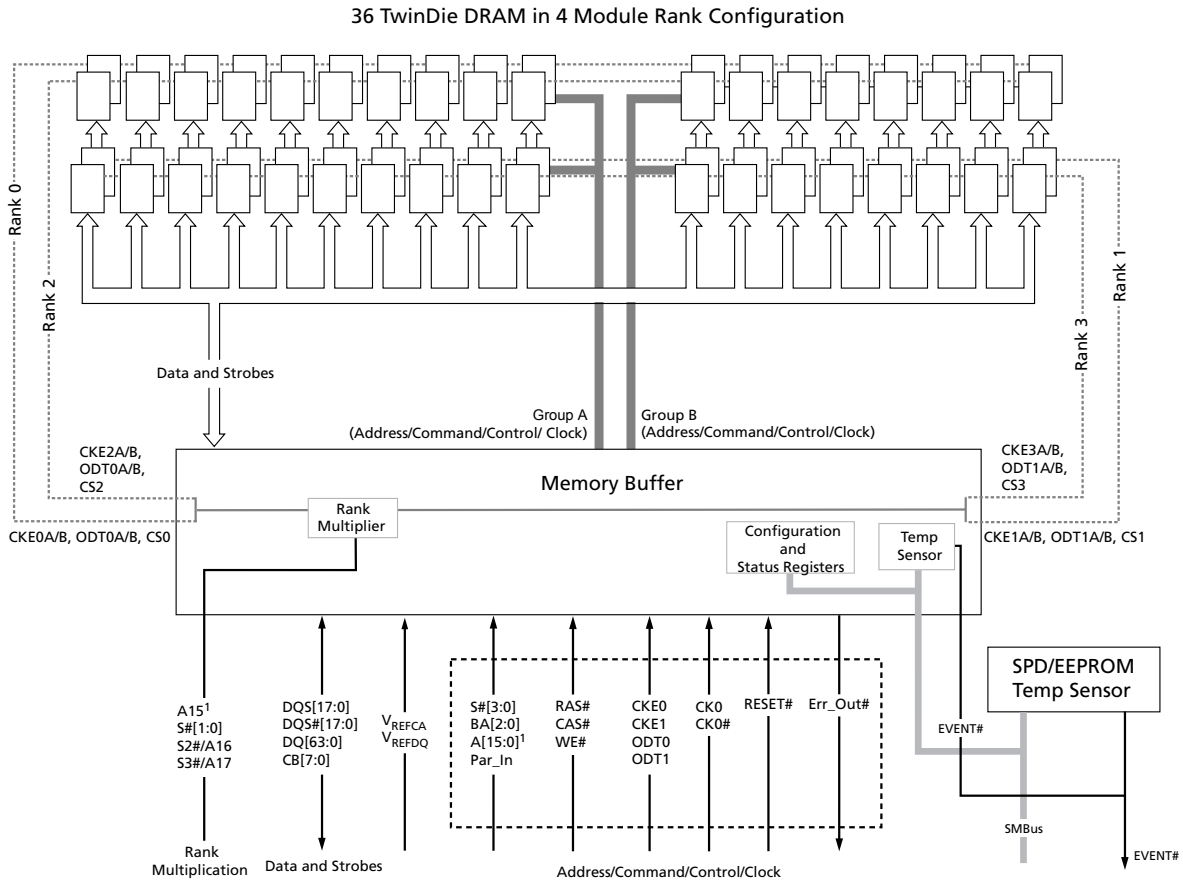 36 TwinDie DRAM in 4 Module Rank Configuration
Rank 0
Rank 2
Rank 1
Rank 3
Data and Strobes
Group A
(Address/Command/Control/ Clock)
Group B
(Address/Command/Control/Clock)
CKE2A/B,
ODT0A/B,
CS2
CKE3A/B,
ODT1A/B,
CS3
Memory Buffer
Rank
Multiplier
CKE0A/B, ODT0A/B, CS0
CKE1A/B, ODT1A/B, CS1
Configuration
and
Status Registers
Temp
Sensor
SPD/EEPROM
Temp Sensor
A15¹
S#[1:0]
S2#/A16
S3#/A17
DQS[17:0]
DQS#[17:0]
DQ[63:0]
CB[7:0]
VREFCA
VREFDQ
S#[3:0]
BA[2:0]
A[15:0]¹
Par_In
RAS#
CAS#
WE#
CKE0
CKE1
ODT0
ODT1
CK0
CK0#
RESET#
Err_Out#
EVENT#
SMBus
Rank
Multiplication
Data and Strobes
Address/Command/Control/Clock
EVENT#